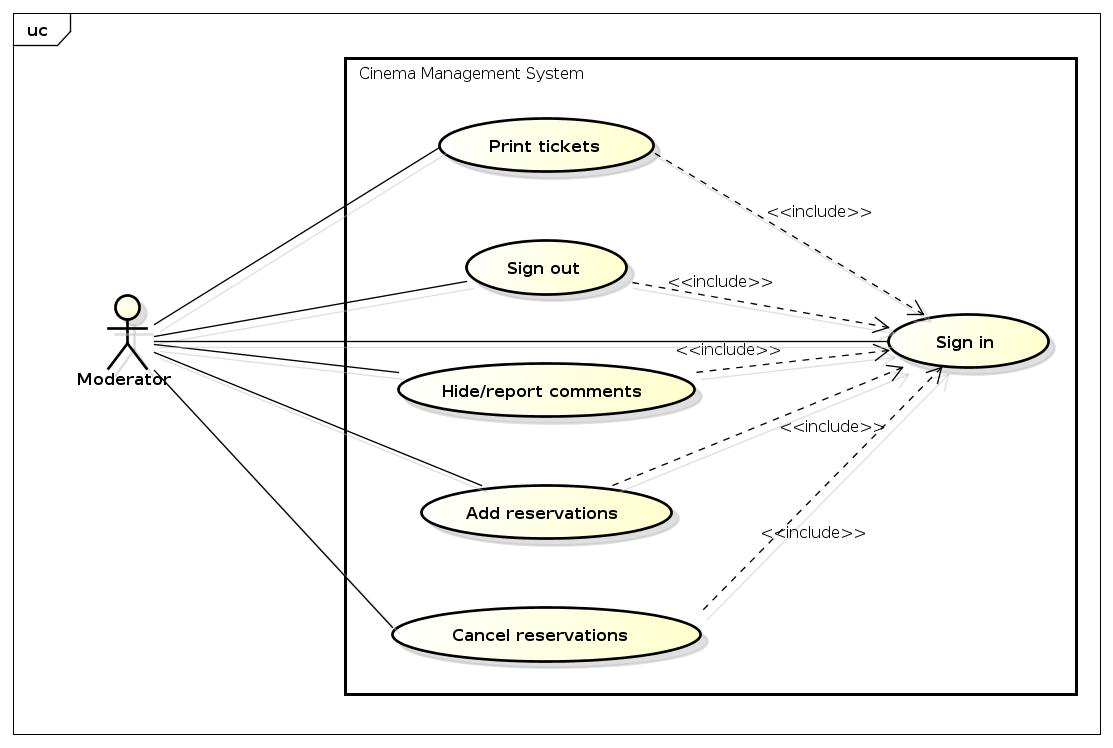 uc
Cinema Management System
Print tickets
<<include>>
Sign out
<<include>>
Moderator
Sign in
<<include>>
Hide/report comments
<<include>>
Add reservations
<<include>>
Cancel reservations